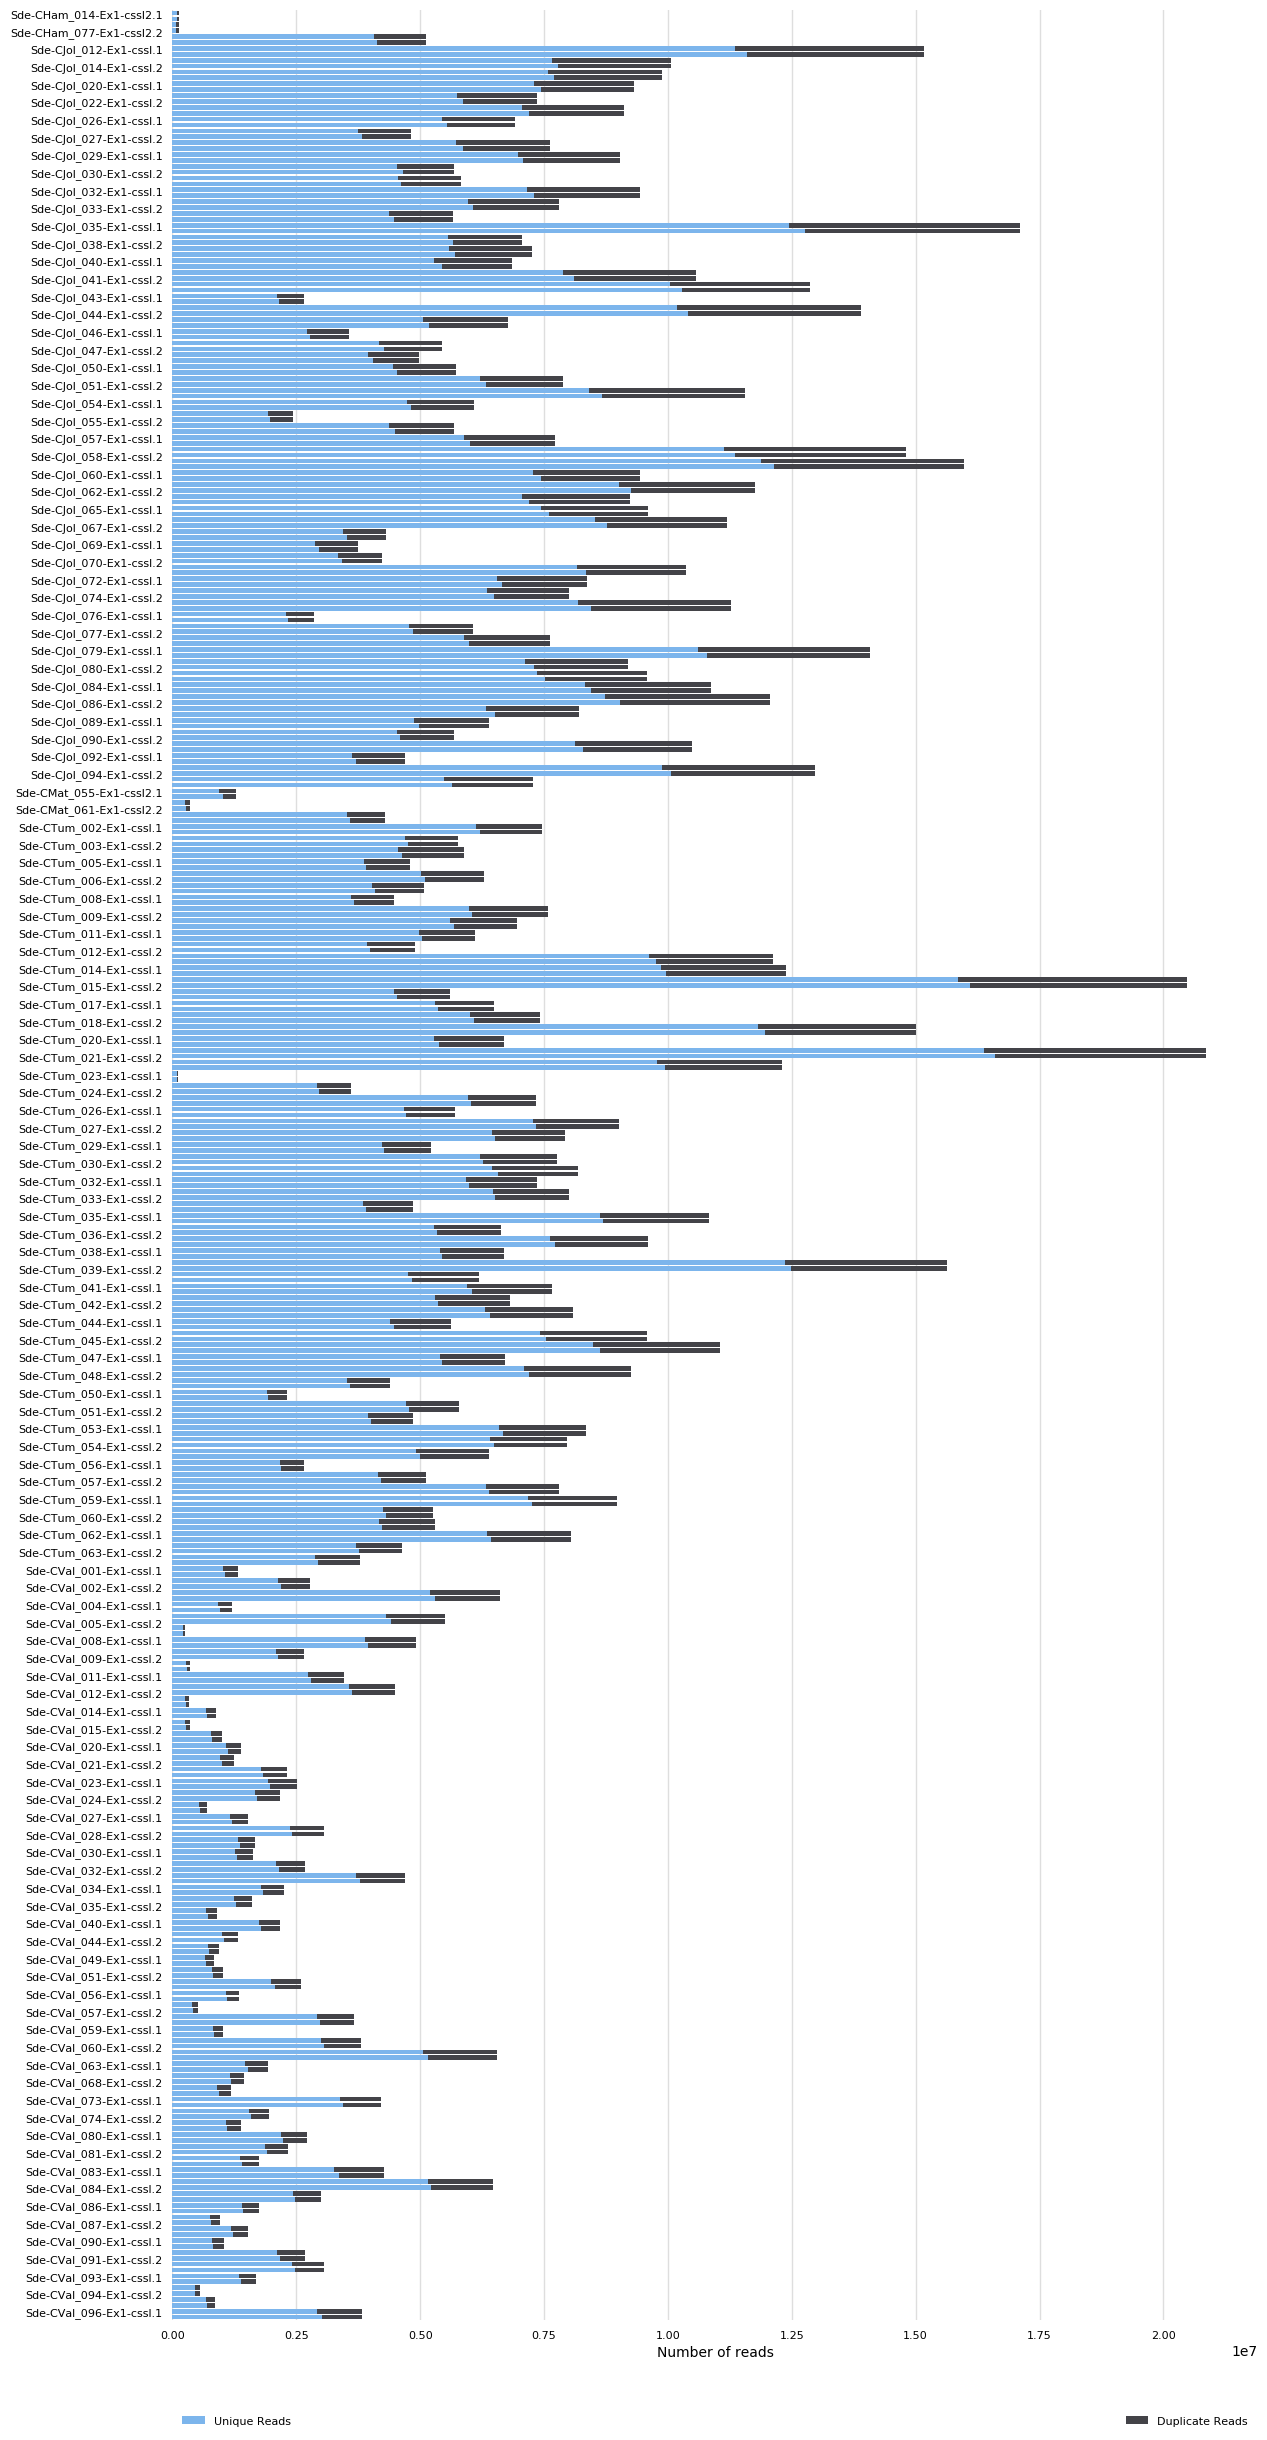 Sde-CHam_014-Ex1-cssl2.1
Sde-CHam_077-Ex1-cssl2.2
Sde-CJol_012-Ex1-cssl.1
Sde-CJol_014-Ex1-cssl.2
Sde-CJol_020-Ex1-cssl.1
Sde-CJol_022-Ex1-cssl.2
Sde-CJol_026-Ex1-cssl.1
Sde-CJol_027-Ex1-cssl.2
Sde-CJol_029-Ex1-cssl.1
Sde-CJol_030-Ex1-cssl.2
Sde-CJol_032-Ex1-cssl.1
Sde-CJol_033-Ex1-cssl.2
Sde-CJol_035-Ex1-cssl.1
Sde-CJol_038-Ex1-cssl.2
Sde-CJol_040-Ex1-cssl.1
Sde-CJol_041-Ex1-cssl.2
Sde-CJol_043-Ex1-cssl.1
Sde-CJol_044-Ex1-cssl.2
Sde-CJol_046-Ex1-cssl.1
Sde-CJol_047-Ex1-cssl.2
Sde-CJol_050-Ex1-cssl.1
Sde-CJol_051-Ex1-cssl.2
Sde-CJol_054-Ex1-cssl.1
Sde-CJol_055-Ex1-cssl.2
Sde-CJol_057-Ex1-cssl.1
Sde-CJol_058-Ex1-cssl.2
Sde-CJol_060-Ex1-cssl.1
Sde-CJol_062-Ex1-cssl.2
Sde-CJol_065-Ex1-cssl.1
Sde-CJol_067-Ex1-cssl.2
Sde-CJol_069-Ex1-cssl.1
Sde-CJol_070-Ex1-cssl.2
Sde-CJol_072-Ex1-cssl.1
Sde-CJol_074-Ex1-cssl.2
Sde-CJol_076-Ex1-cssl.1
Sde-CJol_077-Ex1-cssl.2
Sde-CJol_079-Ex1-cssl.1
Sde-CJol_080-Ex1-cssl.2
Sde-CJol_084-Ex1-cssl.1
Sde-CJol_086-Ex1-cssl.2
Sde-CJol_089-Ex1-cssl.1
Sde-CJol_090-Ex1-cssl.2
Sde-CJol_092-Ex1-cssl.1
Sde-CJol_094-Ex1-cssl.2
Sde-CMat_055-Ex1-cssl2.1
Sde-CMat_061-Ex1-cssl2.2
Sde-CTum_002-Ex1-cssl.1
Sde-CTum_003-Ex1-cssl.2
Sde-CTum_005-Ex1-cssl.1
Sde-CTum_006-Ex1-cssl.2
Sde-CTum_008-Ex1-cssl.1
Sde-CTum_009-Ex1-cssl.2
Sde-CTum_011-Ex1-cssl.1
Sde-CTum_012-Ex1-cssl.2
Sde-CTum_014-Ex1-cssl.1
Sde-CTum_015-Ex1-cssl.2
Sde-CTum_017-Ex1-cssl.1
Sde-CTum_018-Ex1-cssl.2
Sde-CTum_020-Ex1-cssl.1
Sde-CTum_021-Ex1-cssl.2
Sde-CTum_023-Ex1-cssl.1
Sde-CTum_024-Ex1-cssl.2
Sde-CTum_026-Ex1-cssl.1
Sde-CTum_027-Ex1-cssl.2
Sde-CTum_029-Ex1-cssl.1
Sde-CTum_030-Ex1-cssl.2
Sde-CTum_032-Ex1-cssl.1
Sde-CTum_033-Ex1-cssl.2
Sde-CTum_035-Ex1-cssl.1
Sde-CTum_036-Ex1-cssl.2
Sde-CTum_038-Ex1-cssl.1
Sde-CTum_039-Ex1-cssl.2
Sde-CTum_041-Ex1-cssl.1
Sde-CTum_042-Ex1-cssl.2
Sde-CTum_044-Ex1-cssl.1
Sde-CTum_045-Ex1-cssl.2
Sde-CTum_047-Ex1-cssl.1
Sde-CTum_048-Ex1-cssl.2
Sde-CTum_050-Ex1-cssl.1
Sde-CTum_051-Ex1-cssl.2
Sde-CTum_053-Ex1-cssl.1
Sde-CTum_054-Ex1-cssl.2
Sde-CTum_056-Ex1-cssl.1
Sde-CTum_057-Ex1-cssl.2
Sde-CTum_059-Ex1-cssl.1
Sde-CTum_060-Ex1-cssl.2
Sde-CTum_062-Ex1-cssl.1
Sde-CTum_063-Ex1-cssl.2
Sde-CVal_001-Ex1-cssl.1
Sde-CVal_002-Ex1-cssl.2
Sde-CVal_004-Ex1-cssl.1
Sde-CVal_005-Ex1-cssl.2
Sde-CVal_008-Ex1-cssl.1
Sde-CVal_009-Ex1-cssl.2
Sde-CVal_011-Ex1-cssl.1
Sde-CVal_012-Ex1-cssl.2
Sde-CVal_014-Ex1-cssl.1
Sde-CVal_015-Ex1-cssl.2
Sde-CVal_020-Ex1-cssl.1
Sde-CVal_021-Ex1-cssl.2
Sde-CVal_023-Ex1-cssl.1
Sde-CVal_024-Ex1-cssl.2
Sde-CVal_027-Ex1-cssl.1
Sde-CVal_028-Ex1-cssl.2
Sde-CVal_030-Ex1-cssl.1
Sde-CVal_032-Ex1-cssl.2
Sde-CVal_034-Ex1-cssl.1
Sde-CVal_035-Ex1-cssl.2
Sde-CVal_040-Ex1-cssl.1
Sde-CVal_044-Ex1-cssl.2
Sde-CVal_049-Ex1-cssl.1
Sde-CVal_051-Ex1-cssl.2
Sde-CVal_056-Ex1-cssl.1
Sde-CVal_057-Ex1-cssl.2
Sde-CVal_059-Ex1-cssl.1
Sde-CVal_060-Ex1-cssl.2
Sde-CVal_063-Ex1-cssl.1
Sde-CVal_068-Ex1-cssl.2
Sde-CVal_073-Ex1-cssl.1
Sde-CVal_074-Ex1-cssl.2
Sde-CVal_080-Ex1-cssl.1
Sde-CVal_081-Ex1-cssl.2
Sde-CVal_083-Ex1-cssl.1
Sde-CVal_084-Ex1-cssl.2
Sde-CVal_086-Ex1-cssl.1
Sde-CVal_087-Ex1-cssl.2
Sde-CVal_090-Ex1-cssl.1
Sde-CVal_091-Ex1-cssl.2
Sde-CVal_093-Ex1-cssl.1
Sde-CVal_094-Ex1-cssl.2
Sde-CVal_096-Ex1-cssl.1
0.00 0.25 0.50 0.75 1.00 1.25 1.50 1.75 2.00
Number of reads 1e7
Unique Reads Duplicate Reads